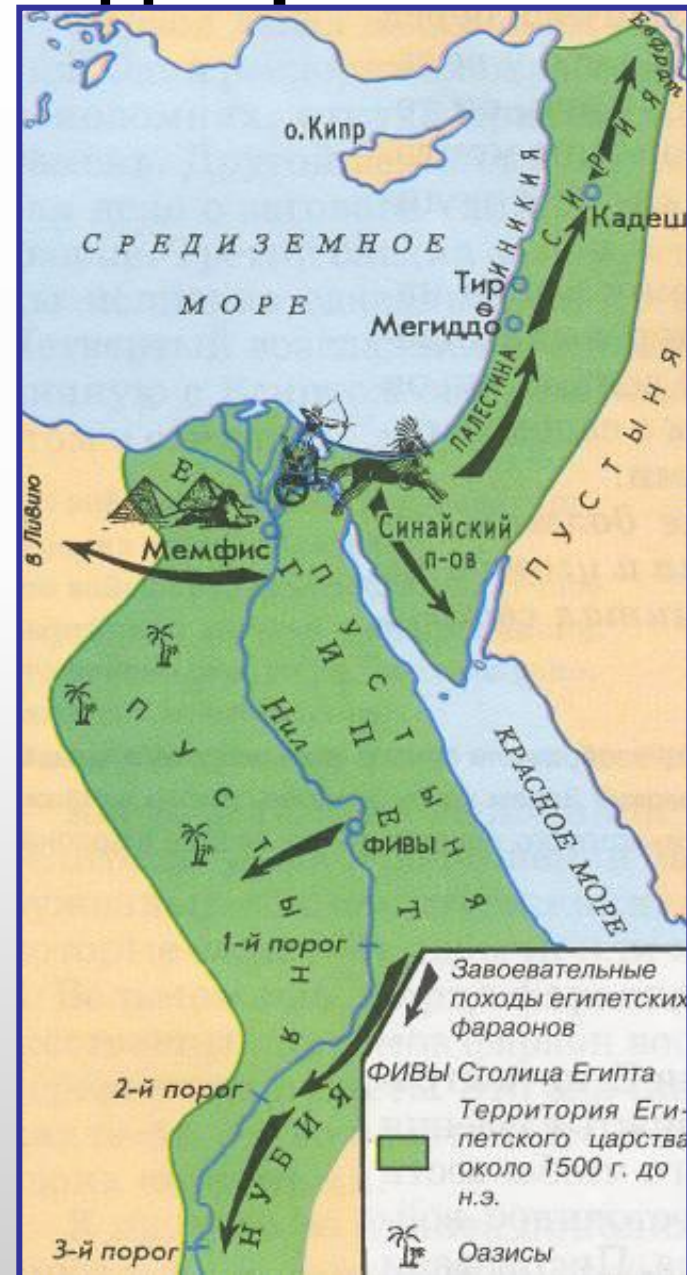 Евфрат
о.Кипр
СРЕДИЗЕМНОЕ
МОРЕ
ФИНИКИЯ
СИРИЯ
Кадеш
Тир
Мегиддо
ПАЛЕСТИНА
ПУСТЫНЯ
в Ливию
ЕГИПЕТ
Мемфис
Синайский
п-ов
ПУСТЫНЯ
ПУСТЫНЯ
Нил
КРАСНОЕ МОРЕ
ФИВЫ
1-й порог
2-й порог
НУБИЯ
3-й порог
Завоевательные
походы египетских
фараонов
ФИВЫ Столица Египта
Территория Еги-
петского царства
около 1500 г. до
н.э.
Оазисы